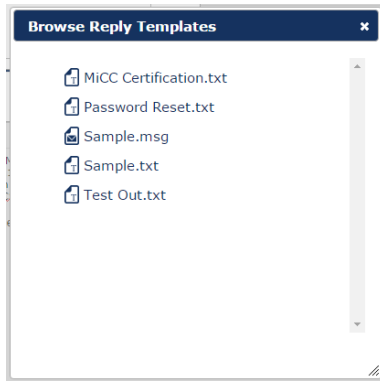 Browse Reply Templates
MiCC Certification.txt
Password Reset.txt
Sample.msg
Sample.txt
Test Out.txt